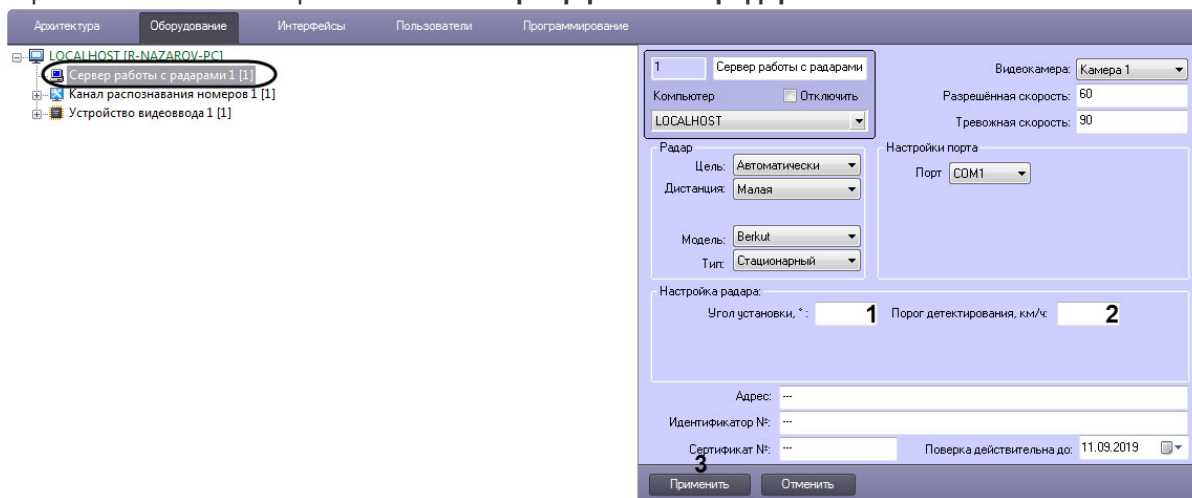 Архитектура Оборудование Интерфейсы Пользователи Программирование
LOCALHOST [R-NAZAROV-PC]
Сервер работы с радарами 1 [1]
Канал распознавания номеров 1 [1]
Устройство видеоввода 1 [1]
1 Сервер работы с радарами
Компьютер Отключить
LOCALHOST
Видеокамера: Камера 1
Разрешённая скорость: 60
Тревожная скорость: 90
Радар
Цель: Автоматически
Дистанция: Малая
Модель: Berkut
Тип: Стационарный
Настройки порта
Порт COM1
Настройка радара:
Угол установки, °: 1 Порог детектирования, км/ч: 2
Адрес: ---
Идентификатор №: ---
Сертификат №: --- Поверка действительна до: 11.09.2019
3
Применить Отменить